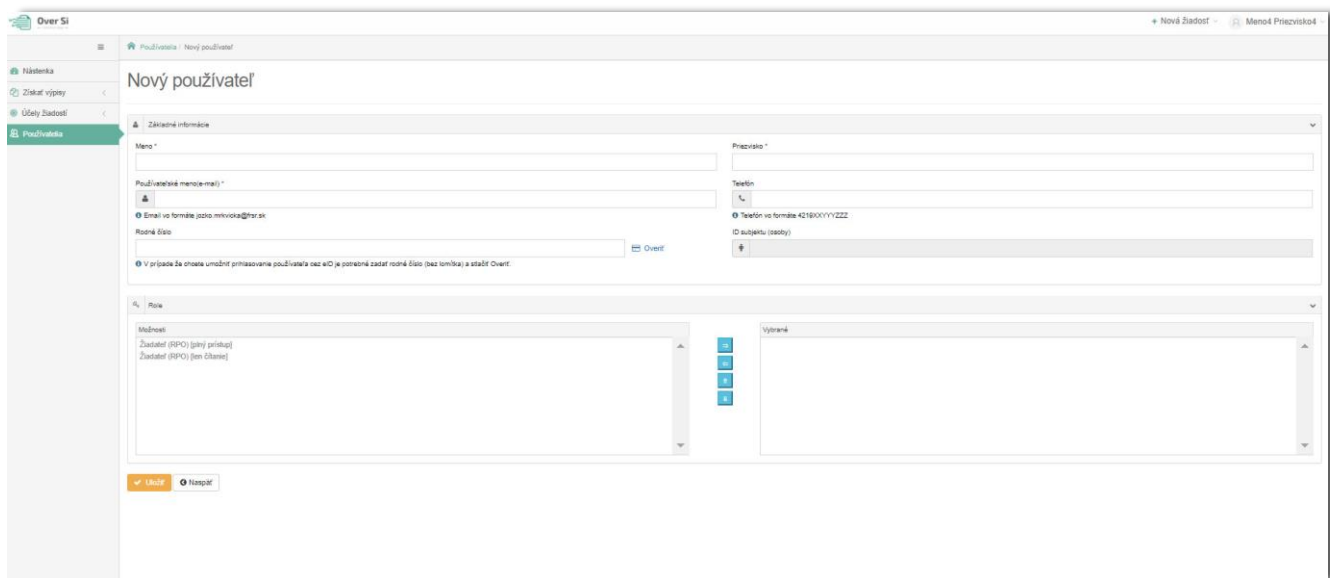 Over Si
+ Nová žiadosť
Meno4 Priezvisko4
Používatelia / Nový používateľ
Nástenka
Získať výpisy
Účely žiadostí
Používatelia
Nový používateľ
Základné informácie
Meno *
Priezvisko *
Používateľské meno(e-mail) *
Telefón
Email vo formáte jozko.mrkvicka@frsr.sk
Telefón vo formáte 4219XXYYYZZZ
Rodné číslo
ID subjektu (osoby)
Overiť
V prípade že chcete umožniť prihlasovanie používateľa cez eID je potrebné zadať rodné číslo (bez lomítka) a stlačiť Overiť.
Role
Možnosti
Vybrané
Žiadateľ (RPO) [plný prístup]
Žiadateľ (RPO) [len čítanie]
Uložiť
Naspäť